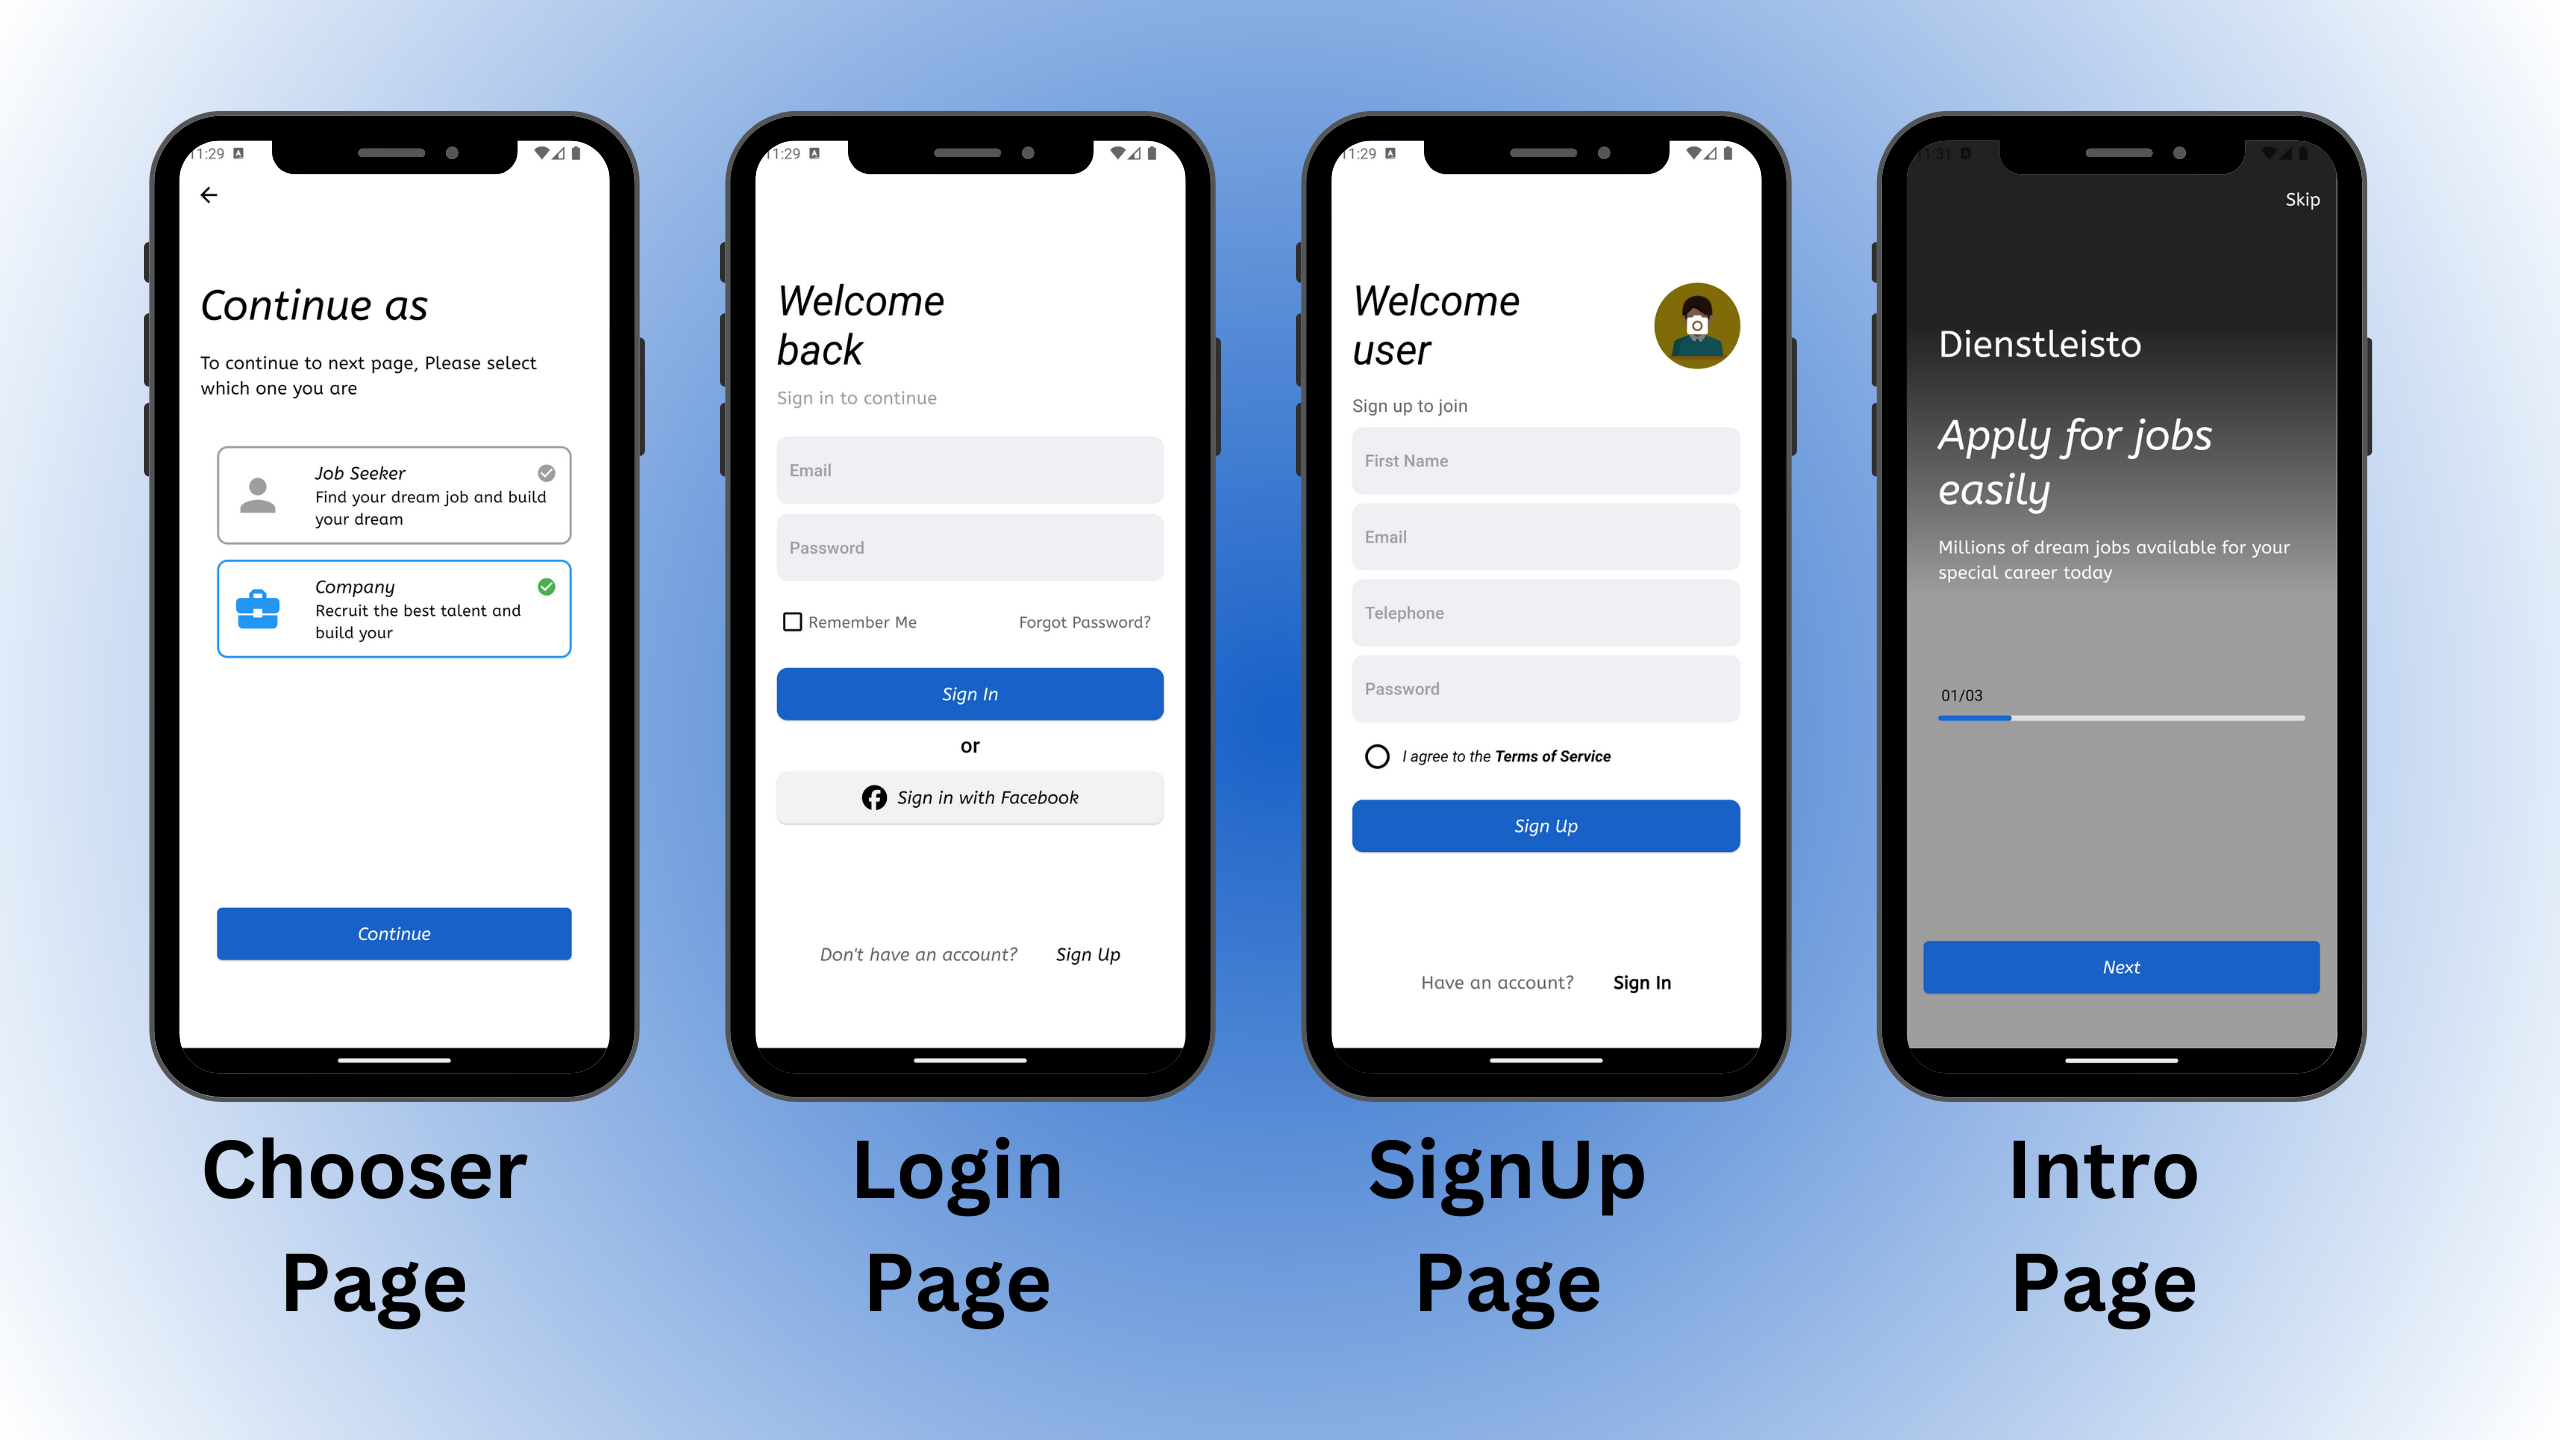 11:29
Continue as
To continue to next page, Please select
which one you are
Job Seeker
Find your dream job and build
your dream
Company
Recruit the best talent and
build your
Continue
Chooser
Page
11:29
Welcome
back
Sign in to continue
Email
Password
Remember Me
Forgot Password?
Sign In
or
Sign in with Facebook
Don't have an account?
Sign Up
Login
Page
11:29
Welcome
user
Sign up to join
First Name
Email
Telephone
Password
I agree to the Terms of Service
Sign Up
Have an account?
Sign In
SignUp
Page
11:31
Skip
Dienstleisto
Apply for jobs
easily
Millions of dream jobs available for your
special career today
01/03
Next
Intro
Page